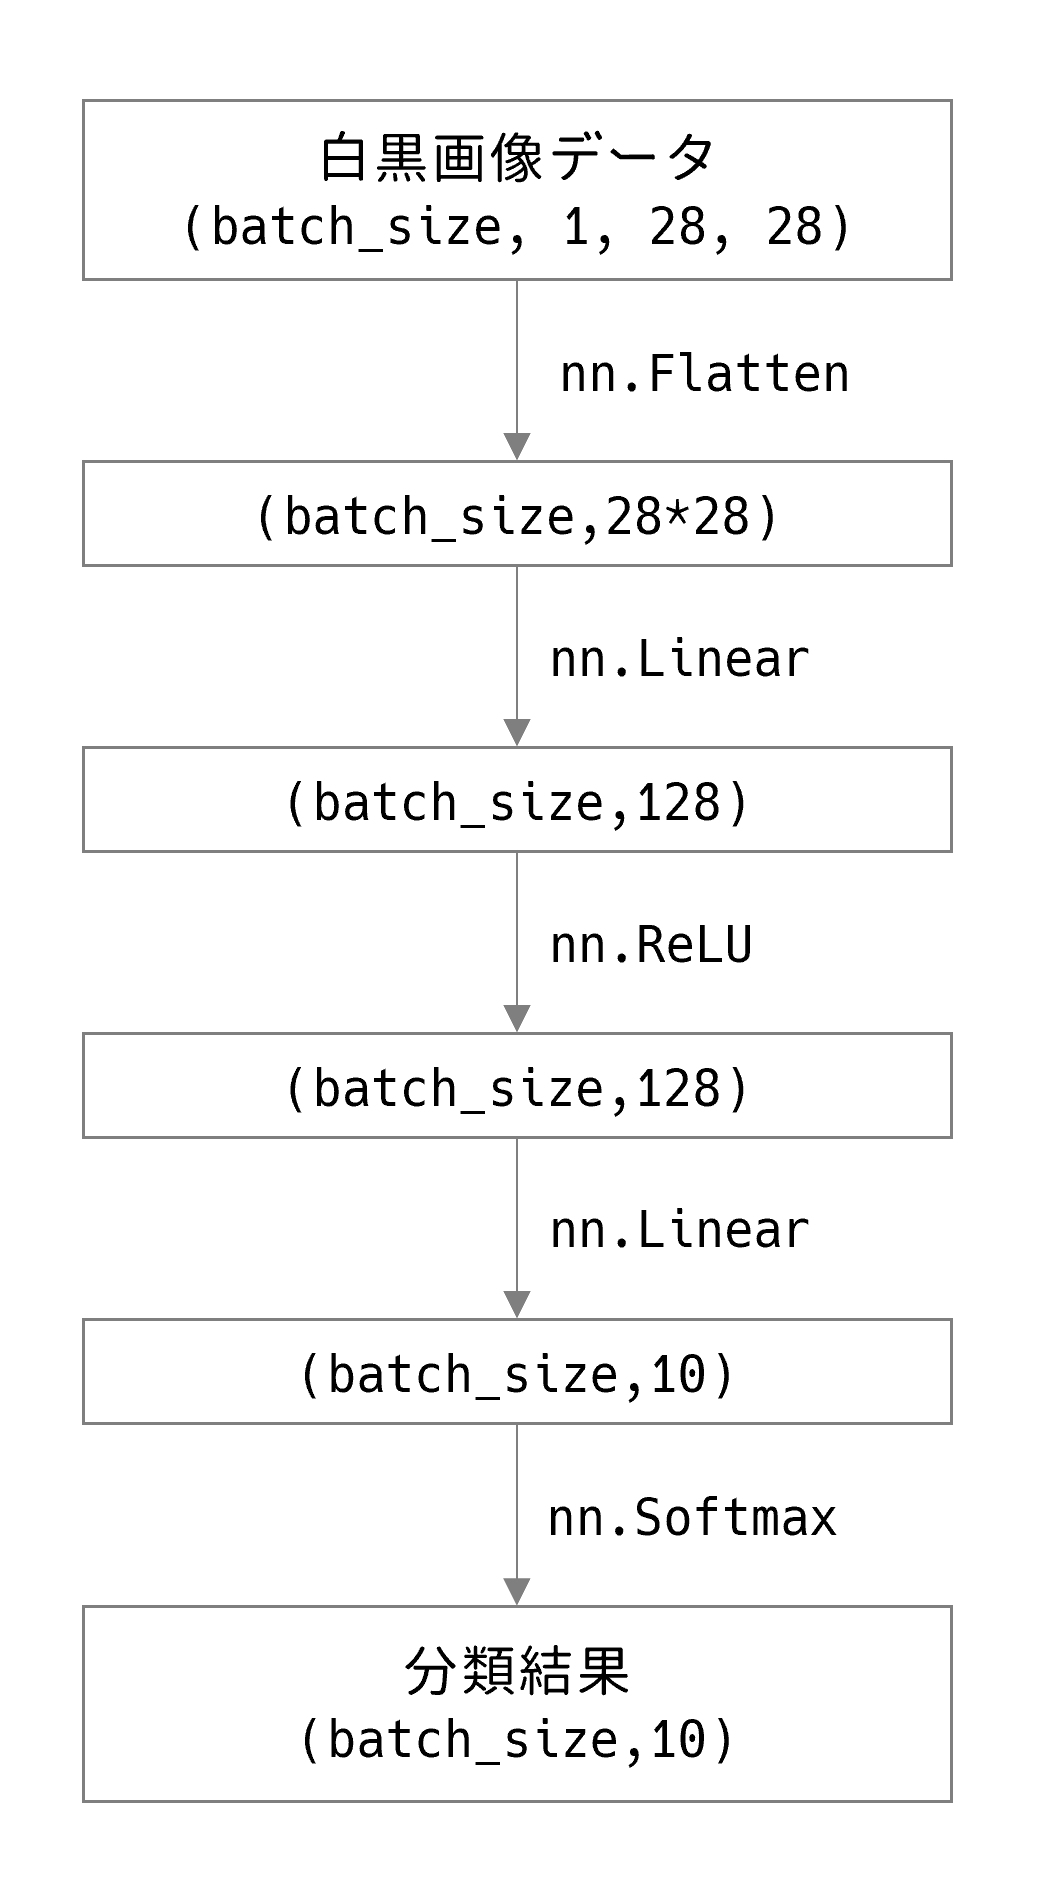 白黒画像データ
(batch_size, 1, 28, 28)
nn.Flatten
(batch_size,28*28)
nn.Linear
(batch_size,128)
nn.ReLU
(batch_size,128)
nn.Linear
(batch_size,10)
nn.Softmax
分類結果
(batch_size,10)